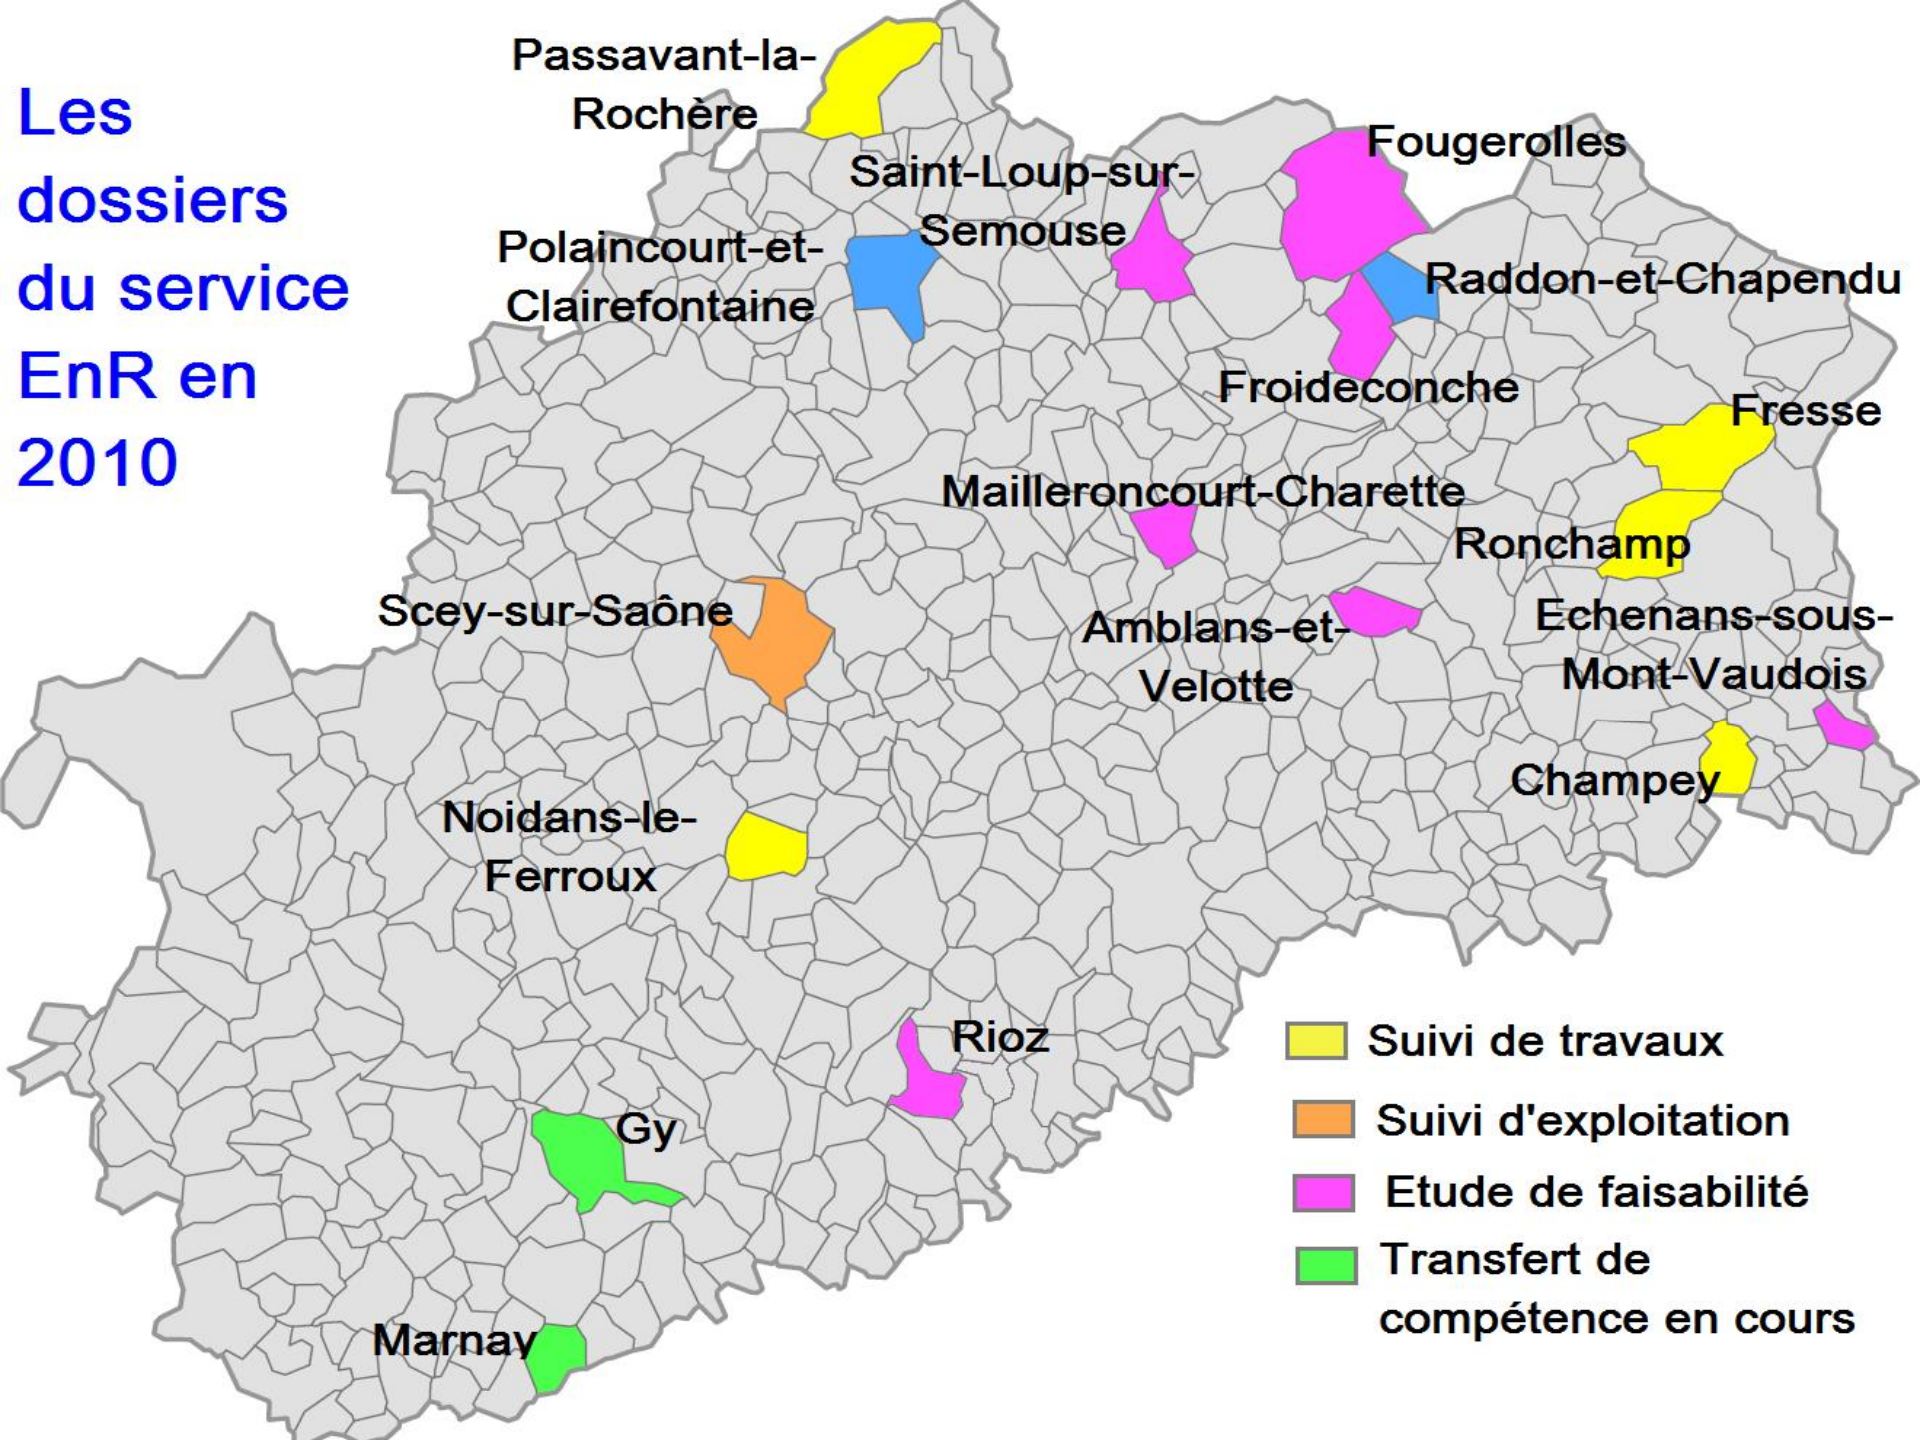 Les
dossiers
du service
EnR en
2010
Passavant-la-
Rochère
Saint-Loup-sur-
Semouse
Fougerolles
Polaincourt-et-
Clairefontaine
Raddon-et-Chapendu
Froideconche
Fresse
Mailleroncourt-Charette
Ronchamp
Scey-sur-Saône
Amblans-et-
Velotte
Echenans-sous-
Mont-Vaudois
Champey
Noidans-le-
Ferroux
Rioz
Gy
Marnay
Suivi de travaux
Suivi d'exploitation
Etude de faisabilité
Transfert de
compétence en cours